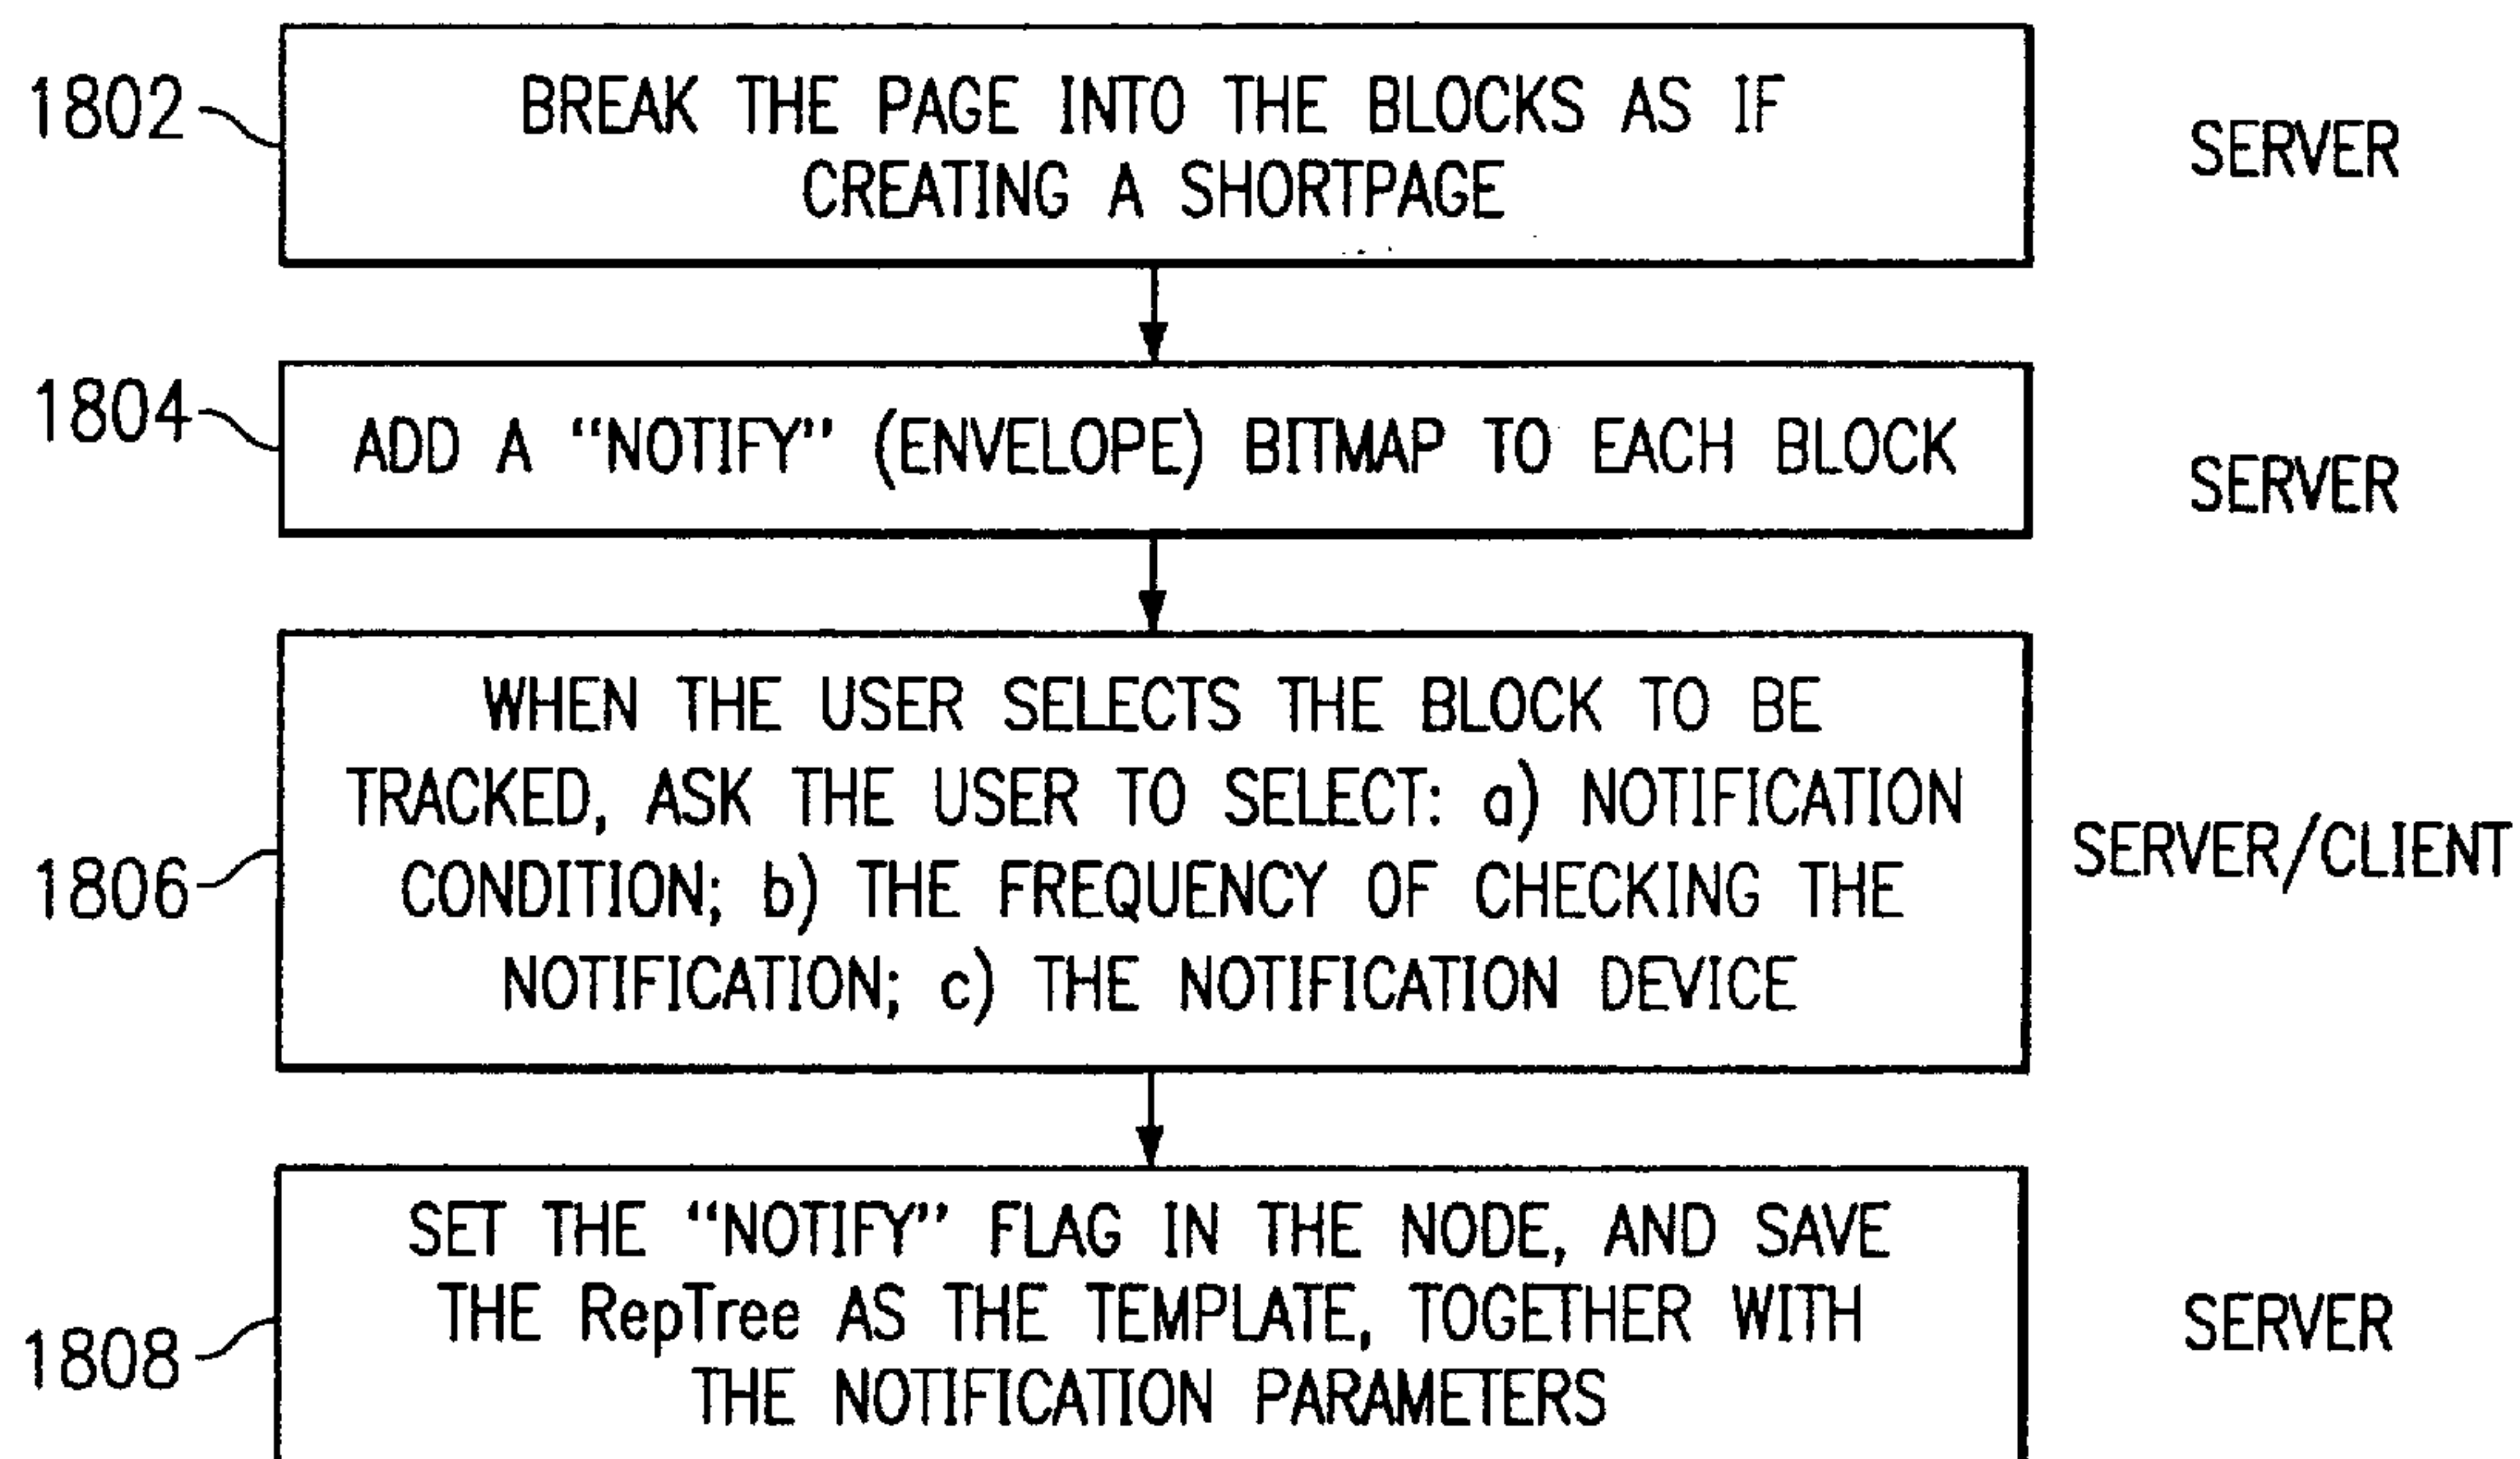 1802
BREAK THE PAGE INTO THE BLOCKS AS IF
CREATING A SHORTPAGE
SERVER
1804
ADD A “NOTIFY” (ENVELOPE) BITMAP TO EACH BLOCK
SERVER
1806
WHEN THE USER SELECTS THE BLOCK TO BE
TRACKED, ASK THE USER TO SELECT: a) NOTIFICATION
CONDITION; b) THE FREQUENCY OF CHECKING THE
NOTIFICATION; c) THE NOTIFICATION DEVICE
SERVER/CLIENT
1808
SET THE “NOTIFY” FLAG IN THE NODE, AND SAVE
THE RepTree AS THE TEMPLATE, TOGETHER WITH
THE NOTIFICATION PARAMETERS
SERVER